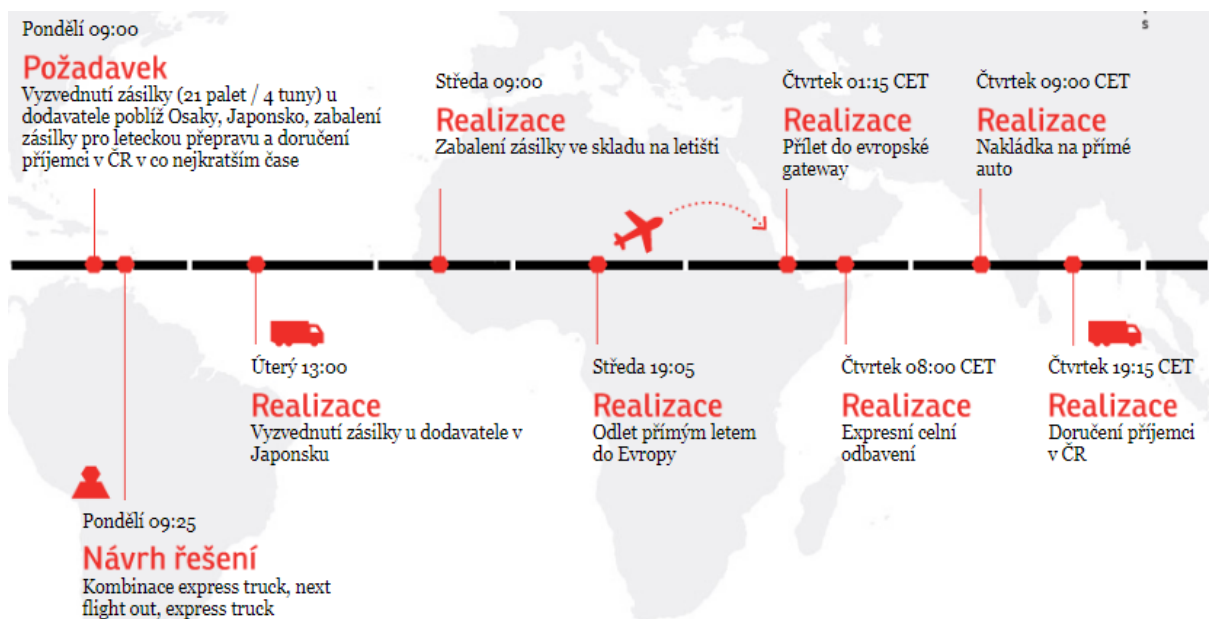 Pondělí 09:00
Požadavek
Vyzvednutí zásilky (21 palet / 4 tuny) u
dodavatele poblíž Osaky, Japonsko, zabalení
zásilky pro leteckou přepravu a doručení
příjemci v ČR v co nejkratším čase
Pondělí 09:25
Návrh řešení
Kombinace express truck, next
flight out, express truck
Úterý 13:00
Realizace
Vyzvednutí zásilky u dodavatele v
Japonsku
Středa 09:00
Realizace
Zabalení zásilky ve skladu na letišti
Středa 19:05
Realizace
Odlet přímým letem
do Evropy
Čtvrtek 01:15 CET
Realizace
Přílet do evropské
gateway
Čtvrtek 08:00 CET
Realizace
Expresní celní
odbavení
Čtvrtek 09:00 CET
Realizace
Nakládka na přímé
auto
Čtvrtek 19:15 CET
Realizace
Doručení příjemci
v ČR
s